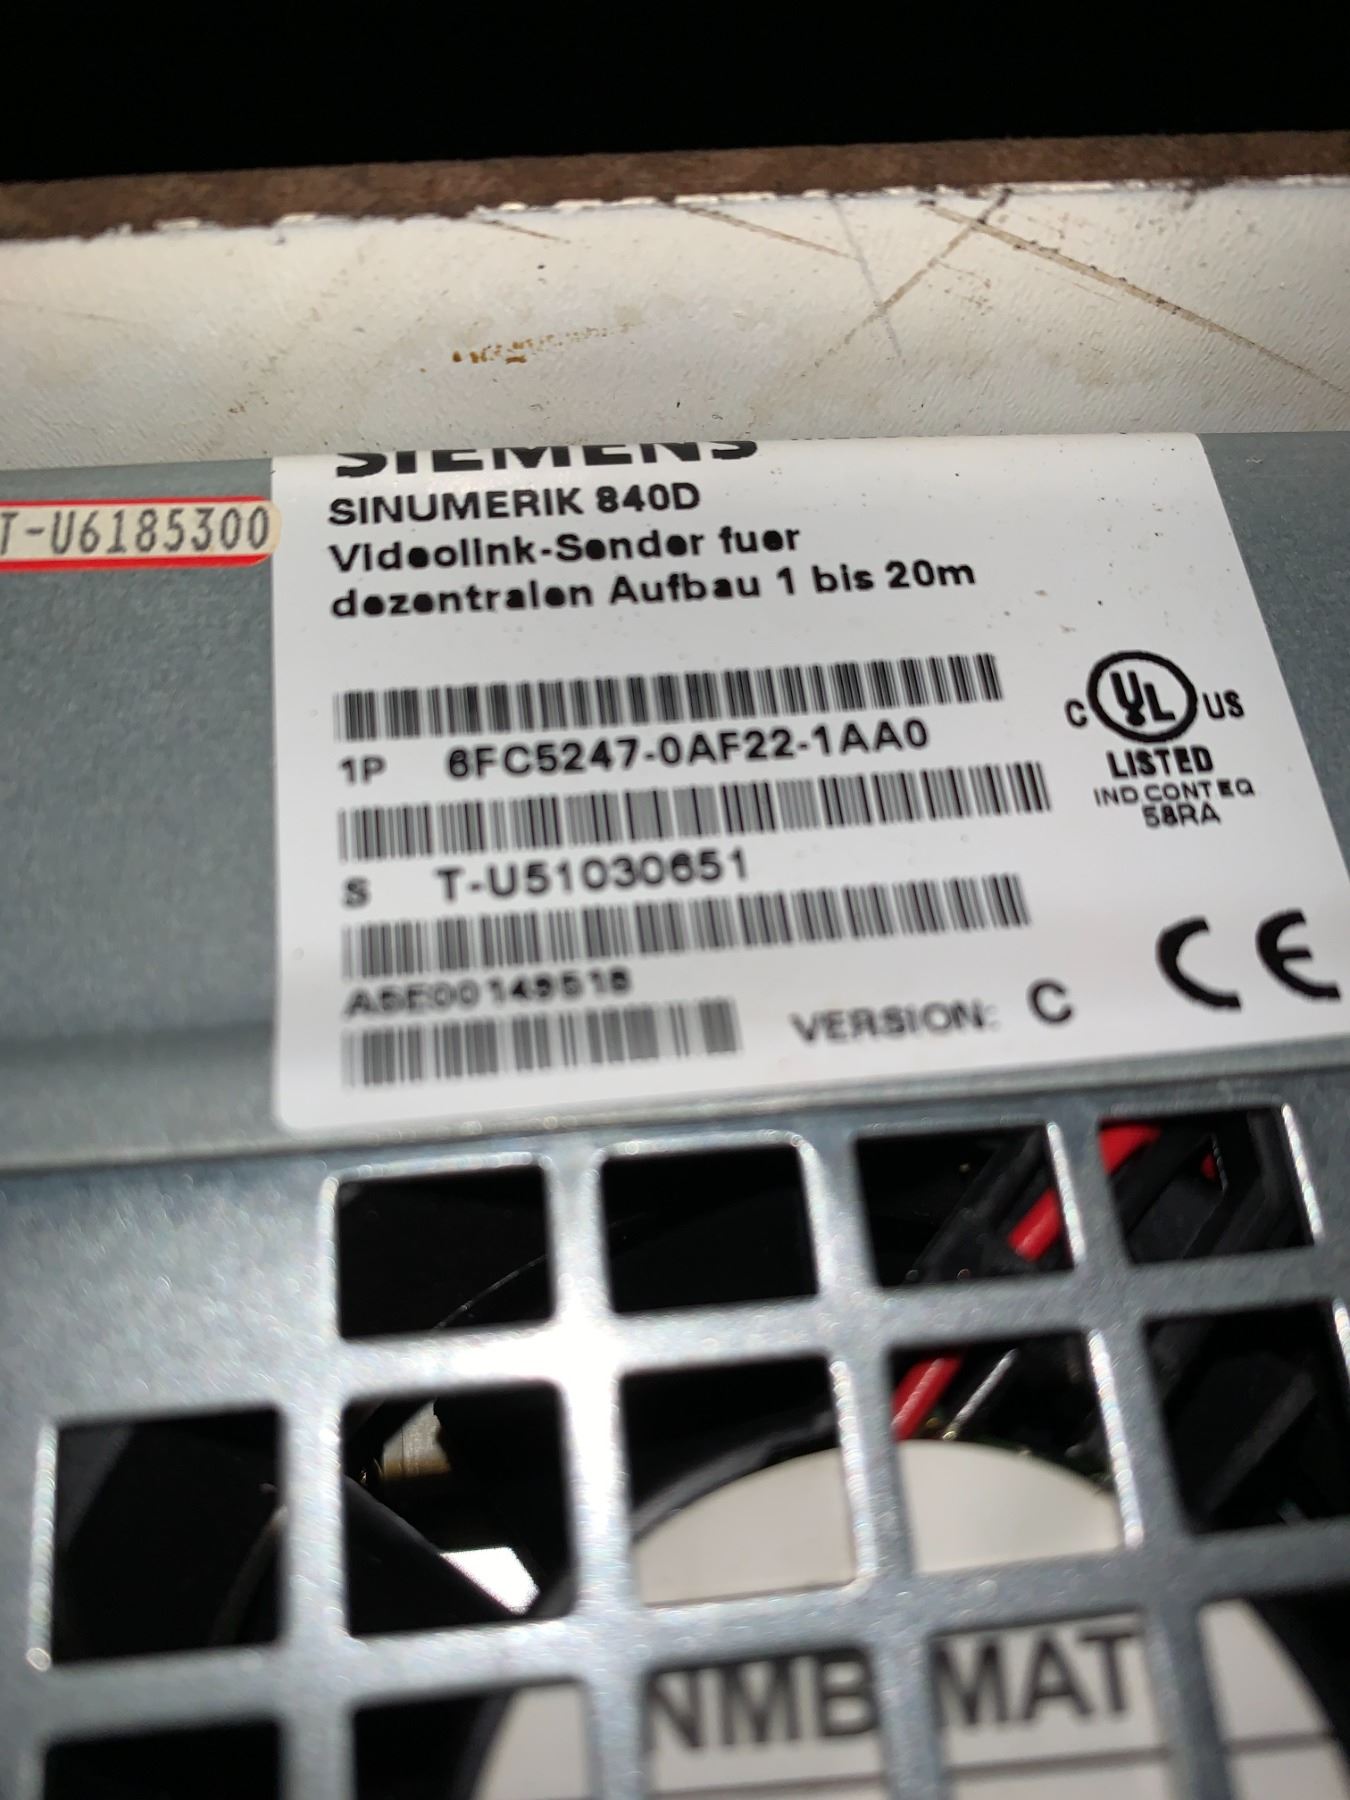 SIEMENS
T-U6185300
SINUMERIK 840D
Videolink-Sender fuer
dezentralen Aufbau 1 bis 20m
1P 6FC5247-0AF22-1AA0
C UL US
LISTED
IND CONT EQ
58RA
S T-U51030651
A5E00149518
VERSION: C
CE
NMB MAT